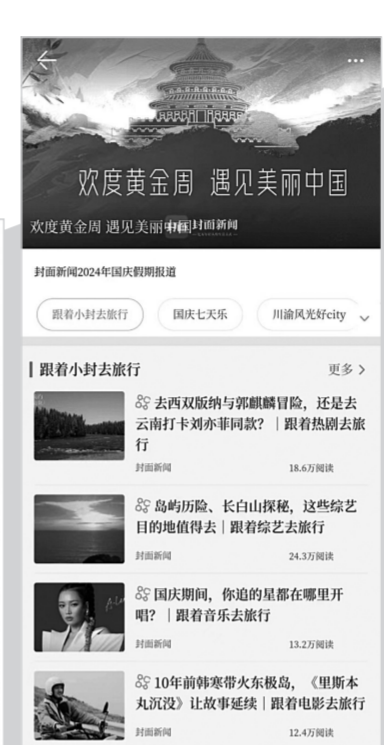 欢度黄金周 遇见美丽中国
欢度黄金周 遇见美丽中国
封面新闻
封面新闻2024年国庆假期报道
跟着小封去旅行
国庆七天乐
川渝风光好city
跟着小封去旅行
更多
去西双版纳与郭麒麟冒险，还是去
云南打卡刘亦菲同款？｜跟着热剧去旅
行
封面新闻
18.6万阅读
岛屿历险、长白山探秘，这些综艺
目的地值得去｜跟着综艺去旅行
封面新闻
24.3万阅读
国庆期间，你追的星都在哪里开
唱？｜跟着音乐去旅行
封面新闻
13.2万阅读
10年前韩寒带火东极岛，《里斯本
丸沉没》让故事延续｜跟着电影去旅行
封面新闻
12.4万阅读